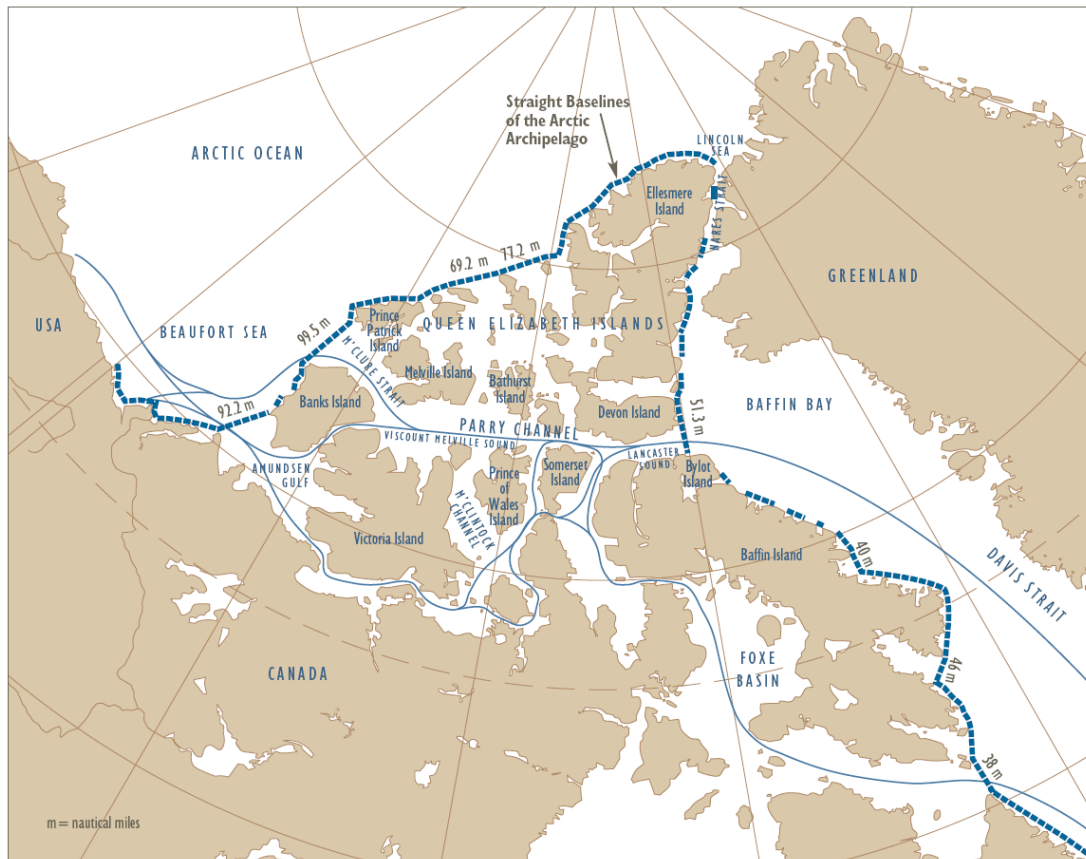 Straight Baselines
of the Arctic
Archipelago
LINCOLN
SEA
ARCTIC OCEAN
Ellesmere
Island
NARES STRAIT
GREENLAND
69.2 m
77.2 m
USA
BEAUFORT SEA
99.5 m
Prince
Patrick
Island
QUEEN ELIZABETH ISLANDS
M'CLURE STRAIT
Melville Island
Bathurst
Island
92.2 m
Banks Island
Devon Island
51.3 m
BAFFIN BAY
PARRY CHANNEL
VISCOUNT MELVILLE SOUND
LANCASTER
SOUND
AMUNDSEN
GULF
Prince
of
Wales
Island
Somerset
Island
Bylot
Island
M'CLINTOCK
CHANNEL
Victoria Island
Baffin Island
40 m
DAVIS STRAIT
CANADA
FOXE
BASIN
46 m
38 m
m = nautical miles